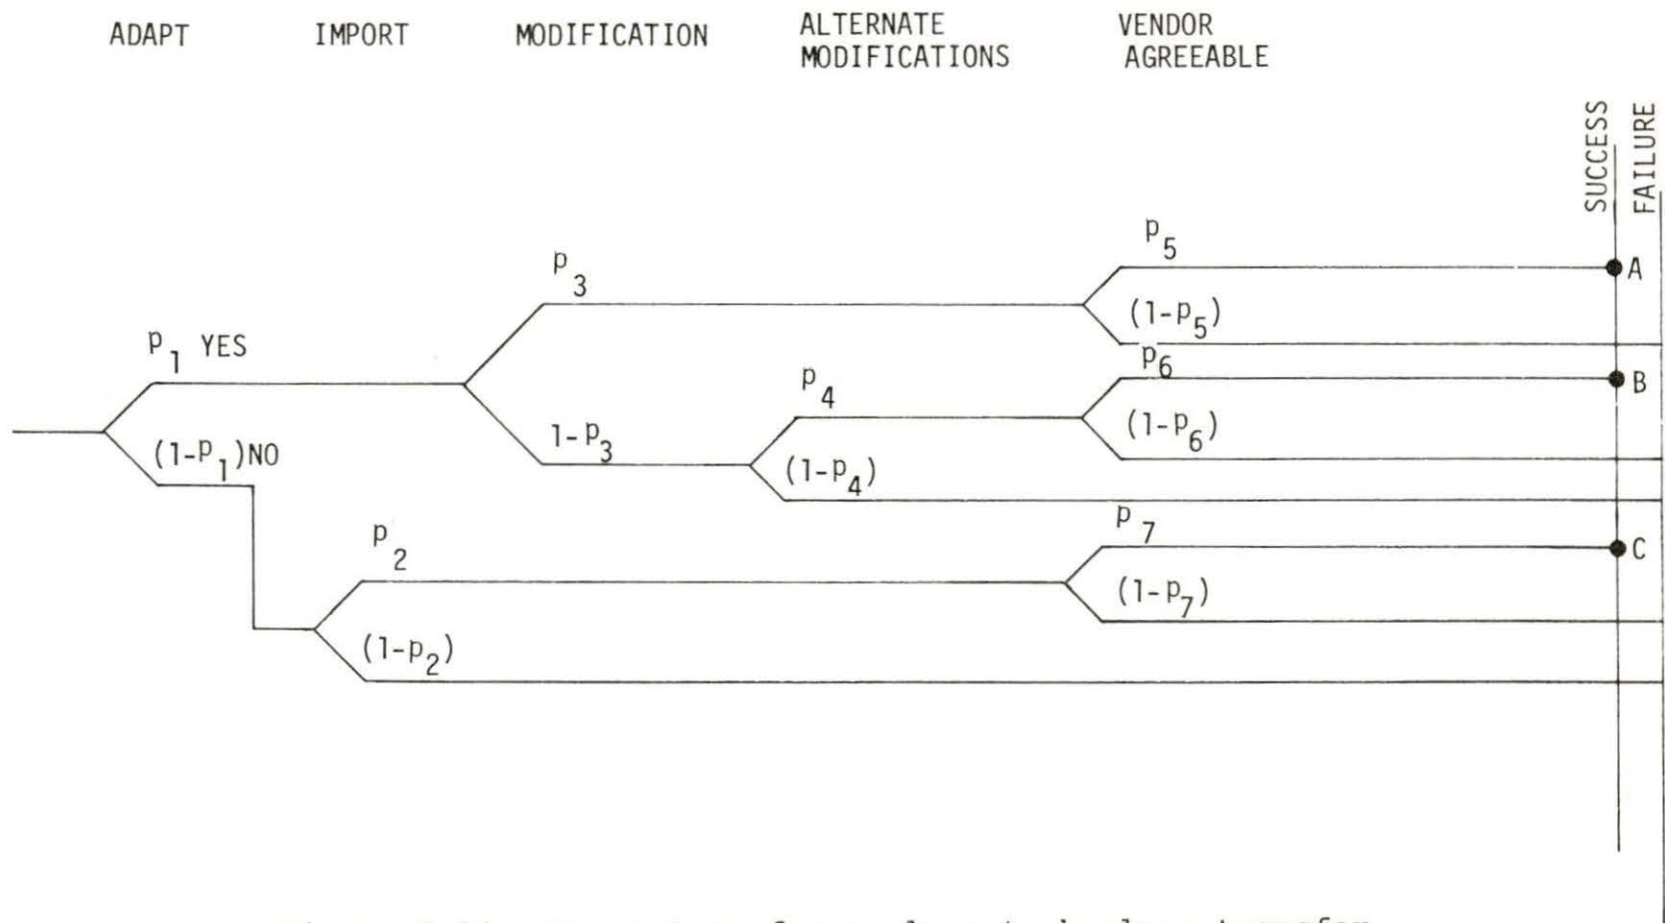 ADAPT IMPORT MODIFICATION ALTERNATE MODIFICATIONS VENDOR AGREEABLE
SUCCESS
FAILURE
p5
A
p3
(1-p5)
p1 YES
p6
B
p4
(1-p6)
1-p3
(1-p1)NO
(1-p4)
p7
C
p2
(1-p7)
(1-p2)